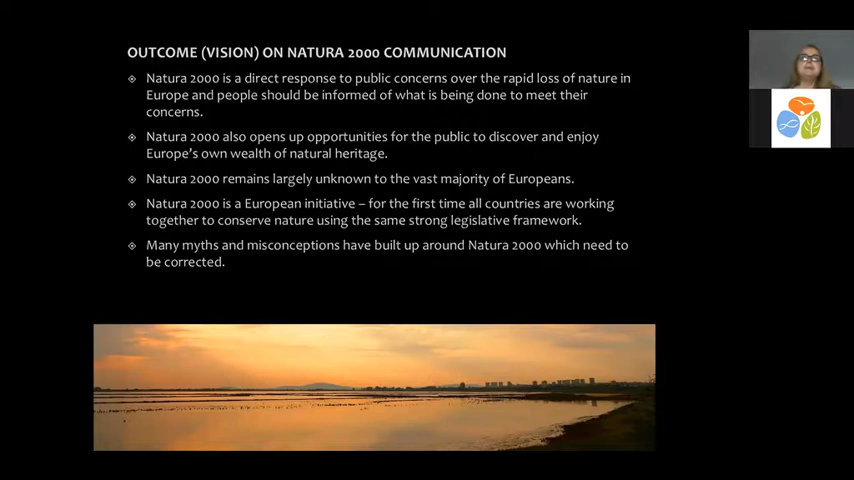 OUTCOME (VISION) ON NATURA 2000 COMMUNICATION
Natura 2000 is a direct response to public concerns over the rapid loss of nature in
Europe and people should be informed of what is being done to meet their
concerns.
Natura 2000 also opens up opportunities for the public to discover and enjoy
Europe's own wealth of natural heritage.
Natura 2000 remains largely unknown to the vast majority of Europeans.
Natura 2000 is a European initiative – for the first time all countries are working
together to conserve nature using the same strong legislative framework.
Many myths and misconceptions have built up around Natura 2000 which need to
be corrected.